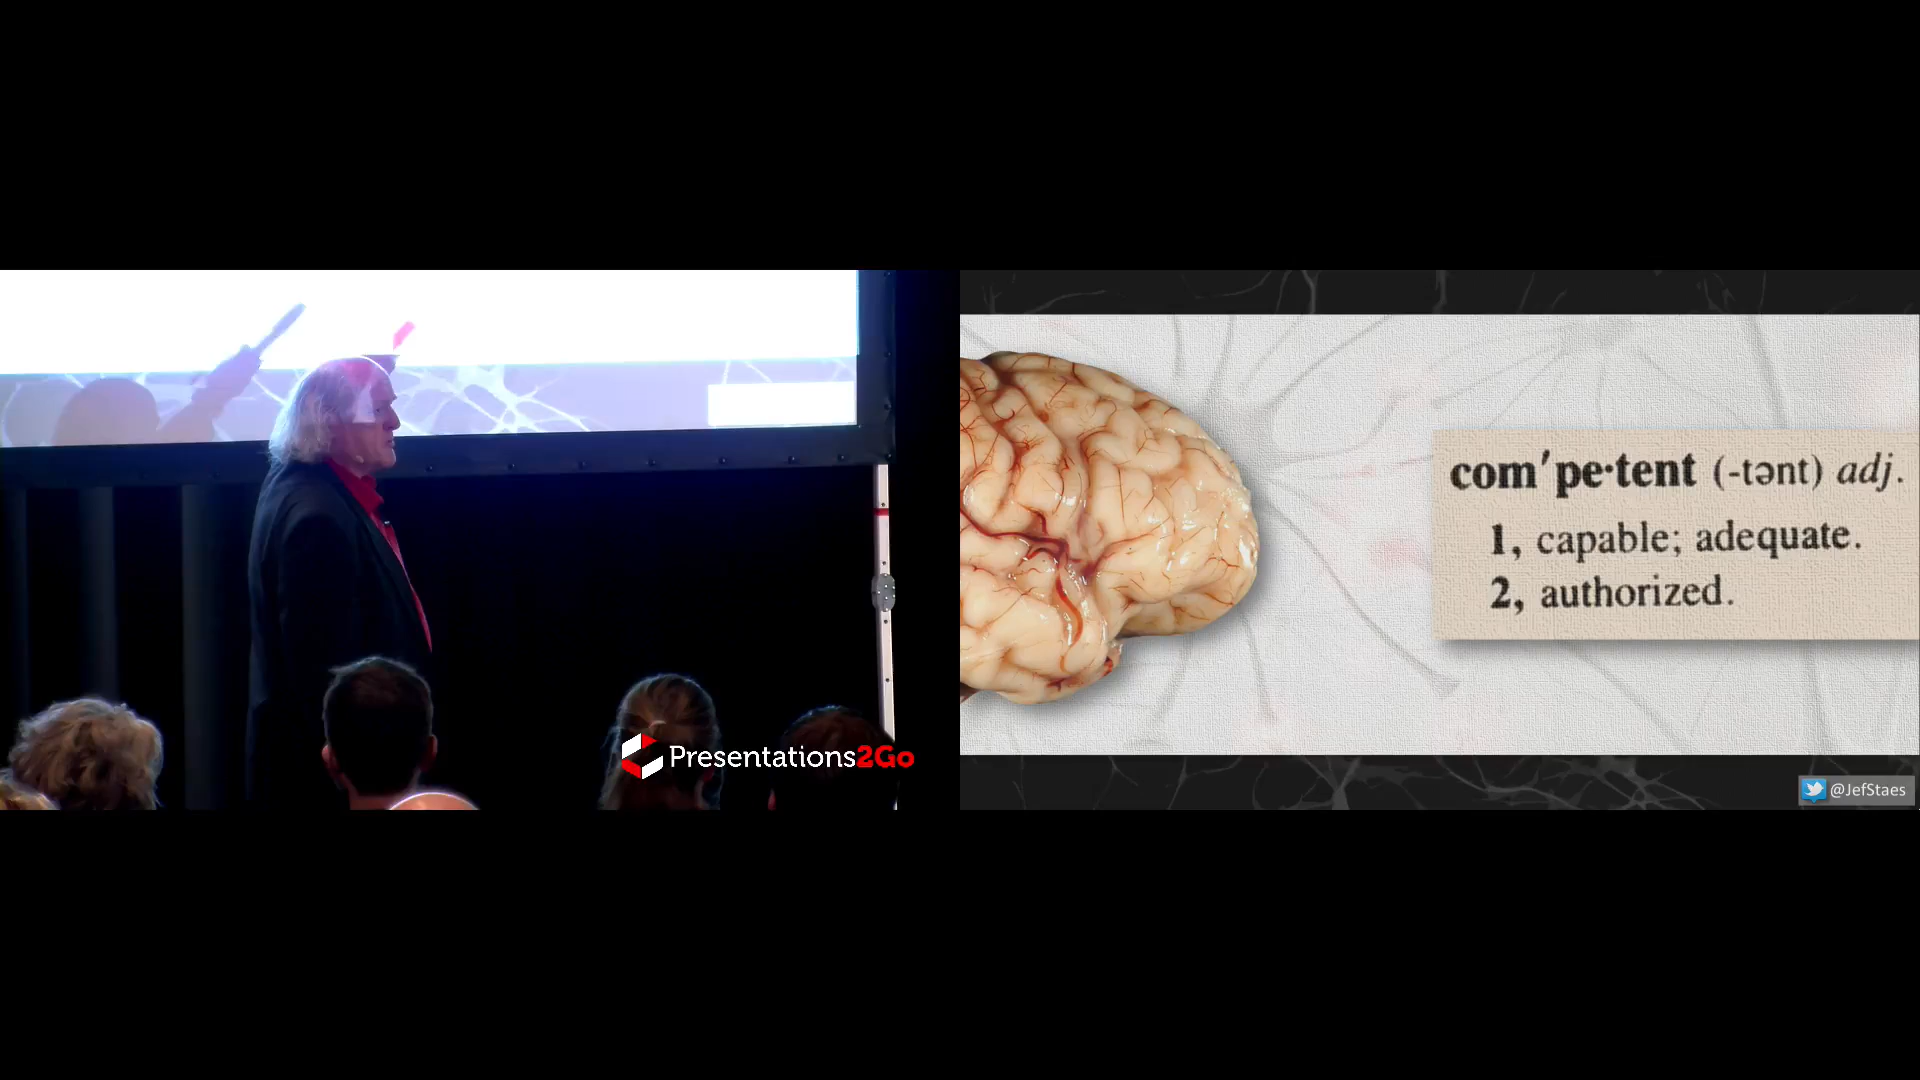 Presentations2Go
com'pe·tent (-tənt) adj.
1, capable; adequate.
2, authorized.
@JefStaes